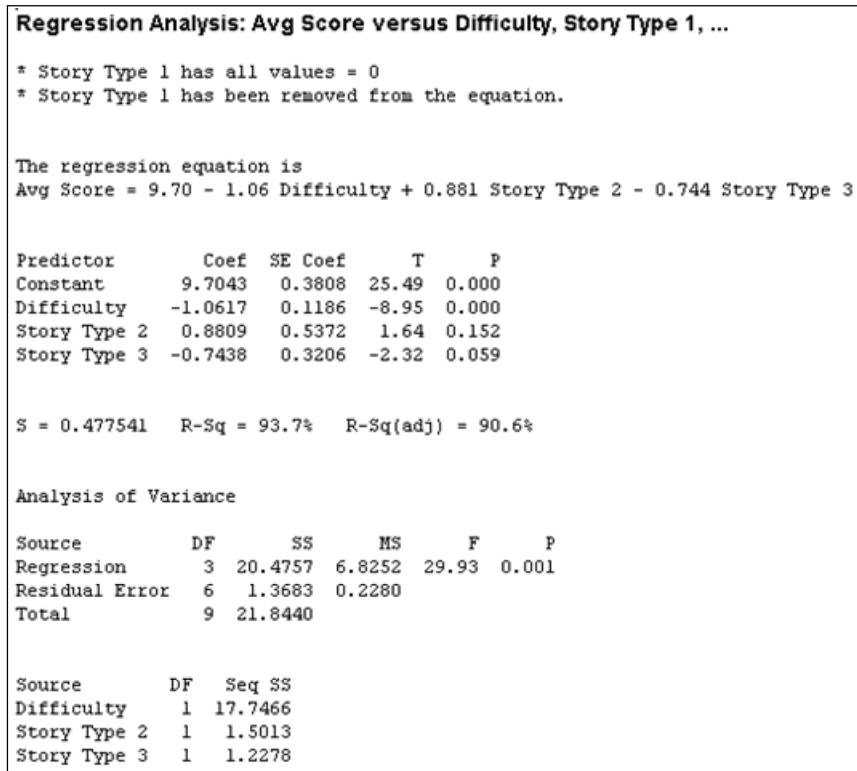 Regression Analysis: Avg Score versus Difficulty, Story Type 1, ...
* Story Type 1 has all values = 0
* Story Type 1 has been removed from the equation.
The regression equation is
Avg Score = 9.70 - 1.06 Difficulty + 0.881 Story Type 2 - 0.744 Story Type 3
Predictor Coef SE Coef T P
Constant 9.7043 0.3808 25.49 0.000
Difficulty -1.0617 0.1186 -8.95 0.000
Story Type 2 0.8809 0.5372 1.64 0.152
Story Type 3 -0.7438 0.3206 -2.32 0.059
S = 0.477541 R-Sq = 93.7% R-Sq(adj) = 90.6%
Analysis of Variance
Source DF SS MS F P
Regression 3 20.4757 6.8252 29.93 0.001
Residual Error 6 1.3683 0.2280
Total 9 21.8440
Source DF Seq SS
Difficulty 1 17.7466
Story Type 2 1 1.5013
Story Type 3 1 1.2278